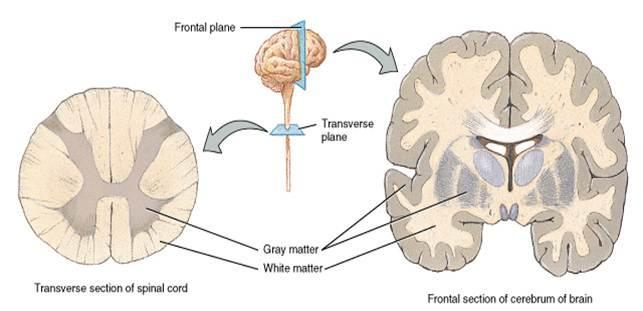 Frontal plane
Transverse
plane
Gray matter
White matter
Transverse section of spinal cord
Frontal section of cerebrum of brain